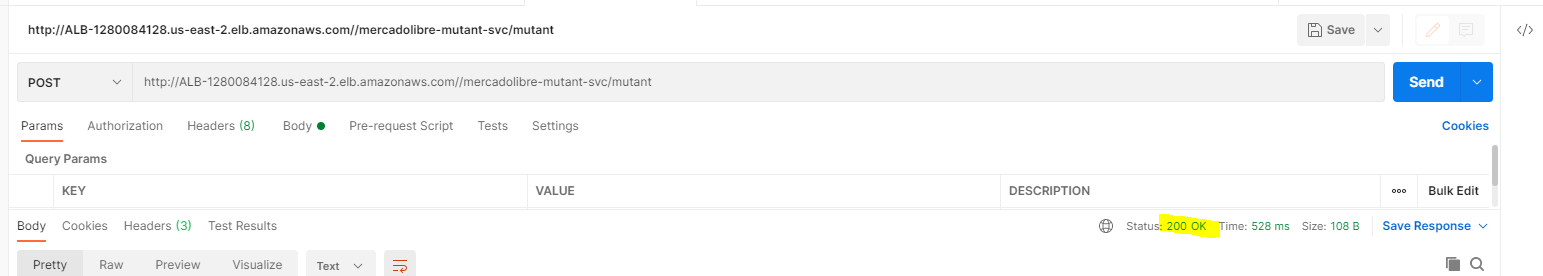 http://ALB-1280084128.us-east-2.elb.amazonaws.com//mercadolibre-mutant-svc/mutant Save </>
POST http://ALB-1280084128.us-east-2.elb.amazonaws.com//mercadolibre-mutant-svc/mutant Send
Params Authorization Headers (8) Body Pre-request Script Tests Settings Cookies
Query Params
KEY VALUE DESCRIPTION Bulk Edit
Body Cookies Headers (3) Test Results Status: 200 OK Time: 528 ms Size: 108 B Save Response
Pretty Raw Preview Visualize Text